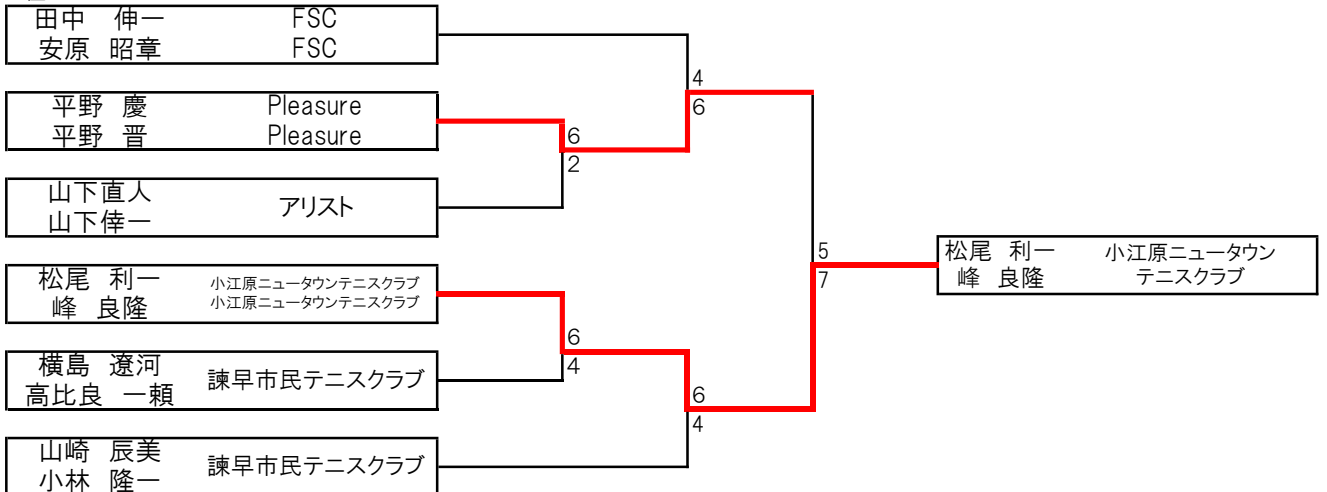 田中 伸一 FSC
安原 昭章 FSC
4
平野 慶 Pleasure
6
平野 晋 Pleasure
6
2
山下直人
アリスト
山下倖一
5
松尾 利一 小江原ニュータウン
松尾 利一 小江原ニュータウンテニスクラブ
7
峰 良隆 テニスクラブ
峰 良隆 小江原ニュータウンテニスクラブ
6
4
横島 遼河
諫早市民テニスクラブ
高比良 一頼
6
4
山崎 辰美
諫早市民テニスクラブ
小林 隆一